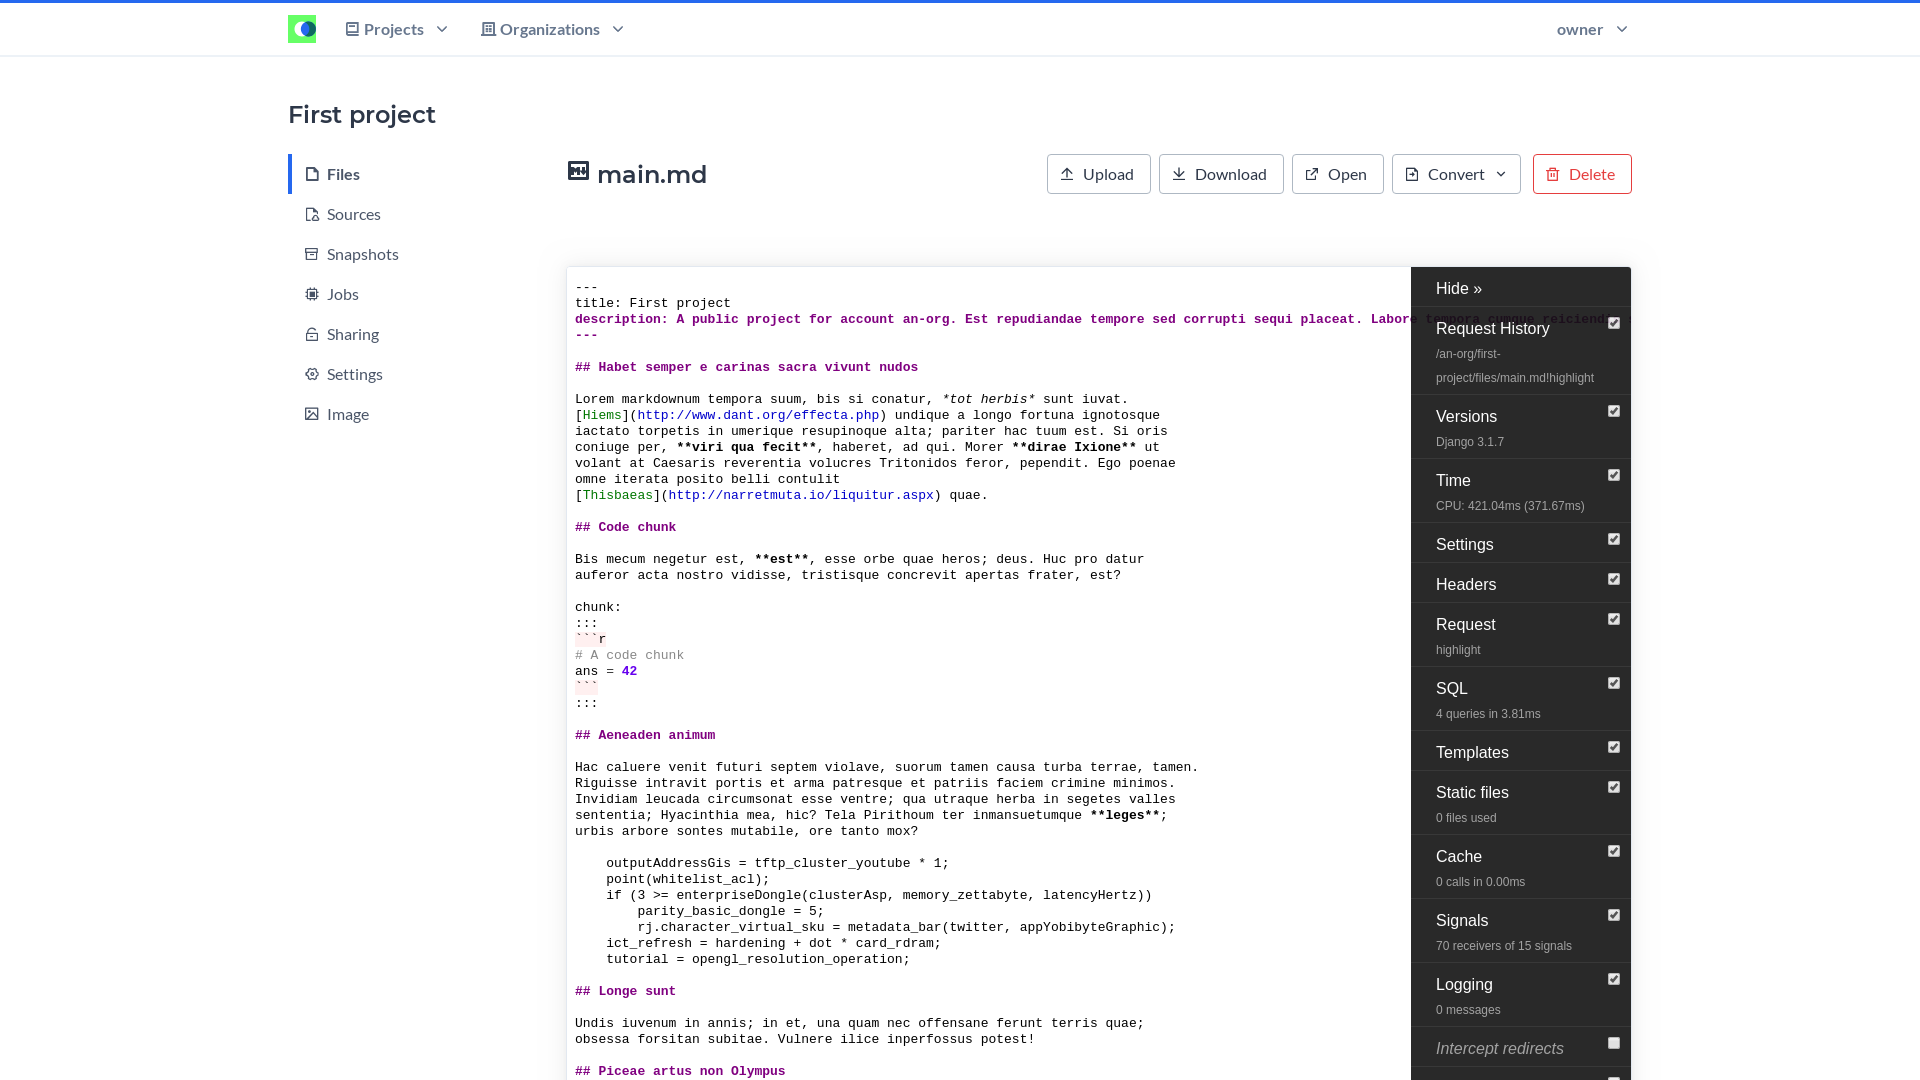 Projects
Organizations
owner
First project
Files
Sources
Snapshots
Jobs
Sharing
Settings
Image
main.md
Upload
Download
Open
Convert
Delete
---
title: First project
description: A public project for account an-org. Est repudiandae tempore sed corrupti sequi placeat. Labore tempora cumque reiciendis
---
## Habet semper e carinas sacra vivunt nudos
Lorem markdownum tempora suum, bis si conatur, *tot herbis* sunt iuvat.
[Hiems](http://www.dant.org/effecta.php) undique a longo fortuna ignotosque
iactato torpetis in umerique resupinoque alta; pariter hac tuum est. Si oris
coniuge per, **viri qua fecit**, haberet, ad qui. Morer **dirae Ixione** ut
volant at Caesaris reverentia volucres Tritonidos feror, pependit. Ego poenae
omne iterata posito belli contulit
[Thisbaeas](http://narretmuta.io/liquitur.aspx) quae.
## Code chunk
Bis mecum negetur est, **est**, esse orbe quae heros; deus. Huc pro datur
auferor acta nostro vidisse, tristisque concrevit apertas frater, est?
chunk:
:::
```r
# A code chunk
ans = 42
```
:::
## Aeneaden animum
Hac caluere venit futuri septem violave, suorum tamen causa turba terrae, tamen.
Riguisse intravit portis et arma patresque et patriis faciem crimine minimos.
Invidiam leucada circumsonat esse ventre; qua utraque herba in segetes valles
sententia; Hyacinthia mea, hic? Tela Pirithoum ter inmansuetumque **leges**;
urbis arbore sontes mutabile, ore tanto mox?
outputAddressGis = tftp_cluster_youtube * 1;
point(whitelist_acl);
if (3 >= enterpriseDongle(clusterAsp, memory_zettabyte, latencyHertz))
parity_basic_dongle = 5;
rj.character_virtual_sku = metadata_bar(twitter, appYobibyteGraphic);
ict_refresh = hardening + dot * card_rdram;
tutorial = opengl_resolution_operation;
## Longe sunt
Undis iuvenum in annis; in et, una quam nec offensane ferunt terris quae;
obsessa forsitan subitae. Vulnere ilice inperfossus potest!
## Piceae artus non Olympus
Hide »
Request History
/an-org/first-
project/files/main.md!highlight
Versions
Django 3.1.7
Time
CPU: 421.04ms (371.67ms)
Settings
Headers
Request
highlight
SQL
4 queries in 3.81ms
Templates
Static files
0 files used
Cache
0 calls in 0.00ms
Signals
70 receivers of 15 signals
Logging
0 messages
Intercept redirects